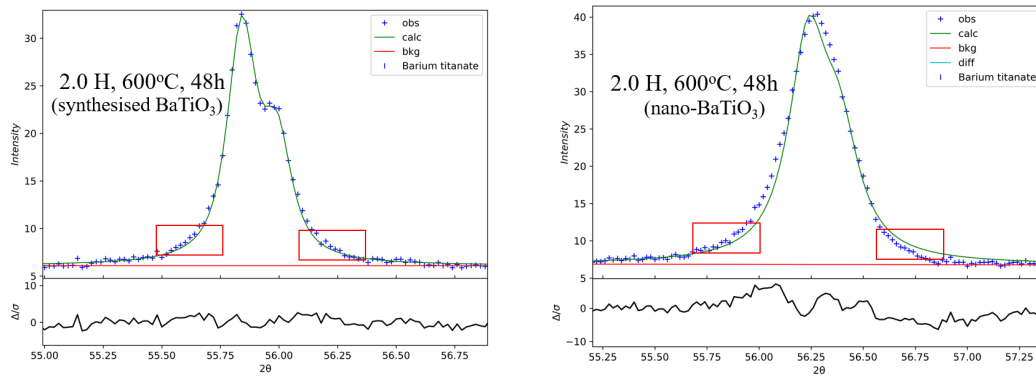 obs
calc
bkg
Barium titanate
2.0 H, 600°C, 48h
(synthesised BaTiO₃)
Intensity
30
25
20
15
10
5
10
0
Δ/σ
55.00 55.25 55.50 55.75 56.00 56.25 56.50 56.75
2θ
obs
calc
bkg
diff
Barium titanate
2.0 H, 600°C, 48h
(nano-BaTiO₃)
Intensity
40
35
30
25
20
15
10
5
5
0
−10
Δ/σ
55.25 55.50 55.75 56.00 56.25 56.50 56.75 57.00 57.25
2θ